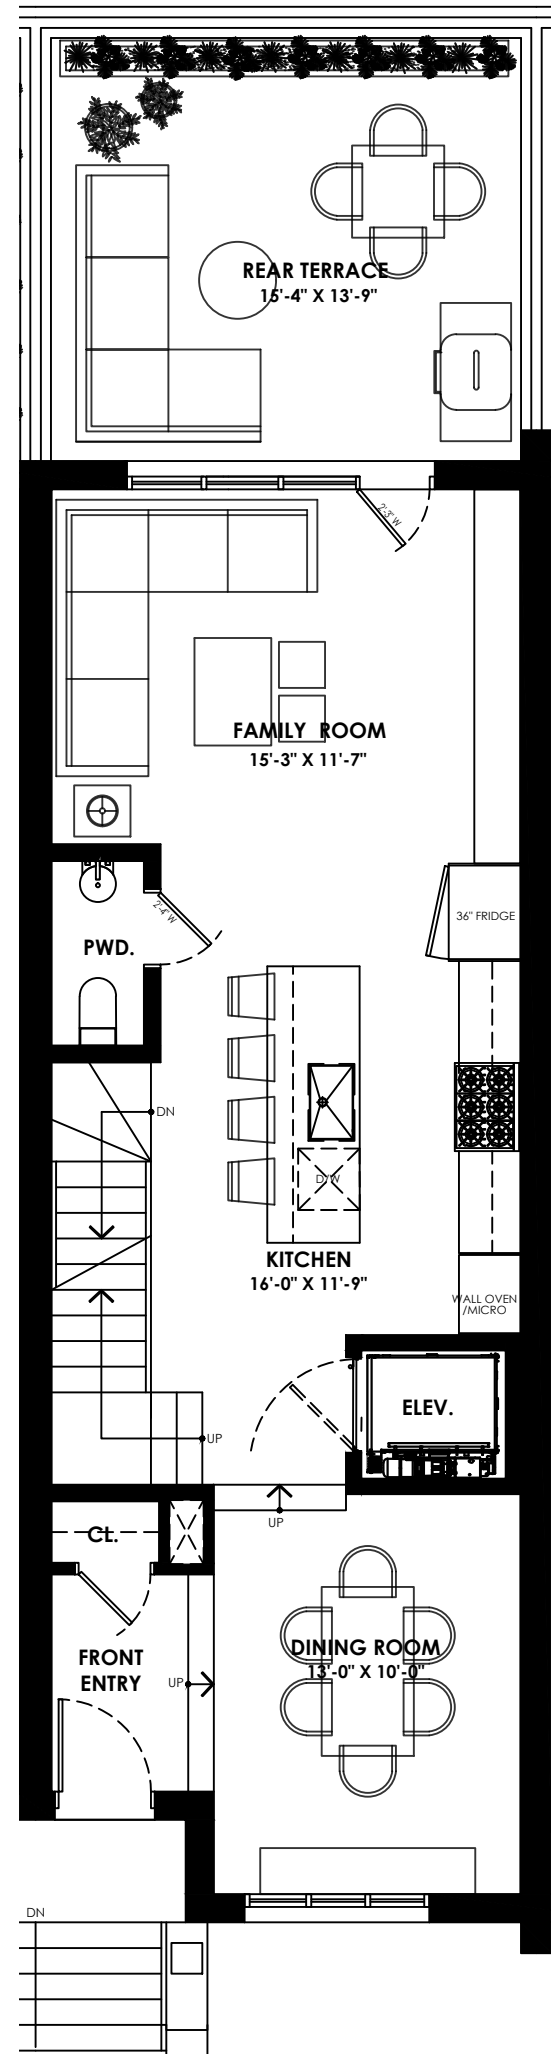 REAR TERRACE
15'-4" X 13'-9"
2'-3" W
FAMILY ROOM
15'-3" X 11'-7"
2'-4" W
36" FRIDGE
PWD.
DN
D/W
KITCHEN
16'-0" X 11'-9"
WALL OVEN
/MICRO
ELEV.
UP
UP
CL.
FRONT
ENTRY
UP
DINING ROOM
13'-0" X 10'-0"
DN